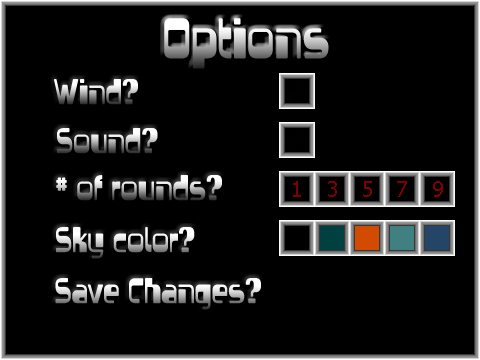 Options
Wind?
Sound?
# of rounds? 1 3 5 7 9
Sky color?
Save Changes?